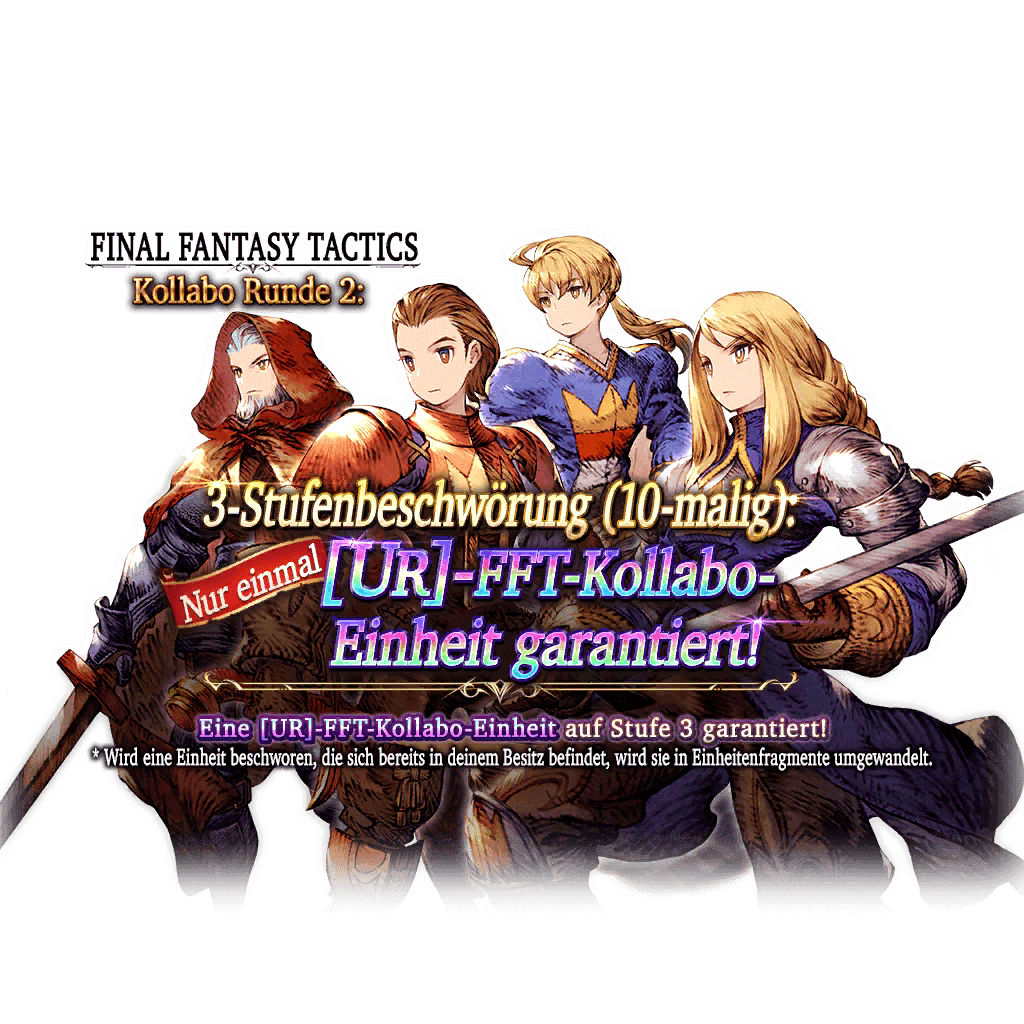 FINAL FANTASY TACTICS
Kollabo Runde 2:
3-Stufenbeschwörung (10-malig):
Nur einmal
[UR]-FFT-Kollabo-
Einheit garantiert!
Eine [UR]-FFT-Kollabo-Einheit auf Stufe 3 garantiert!
* Wird eine Einheit beschworen, die sich bereits in deinem Besitz befindet, wird sie in Einheitenfragmente umgewandelt.